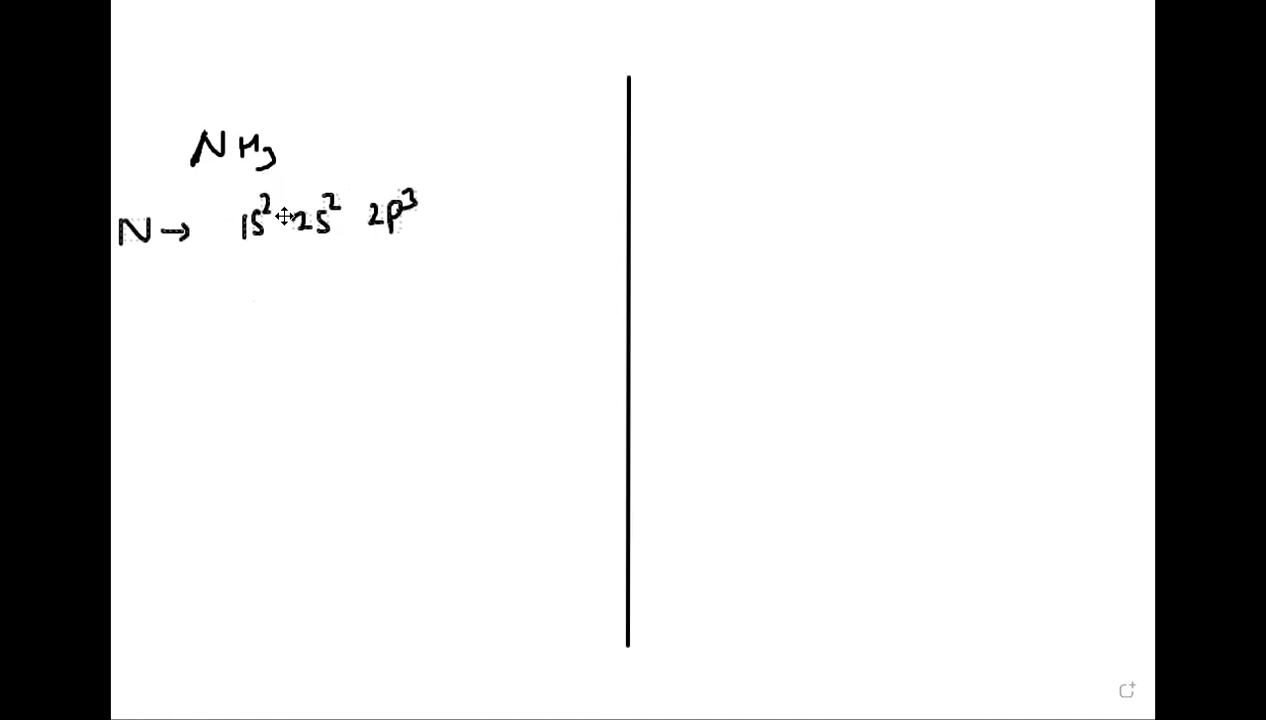 NH₃
N → 1s² 2s² 2p³